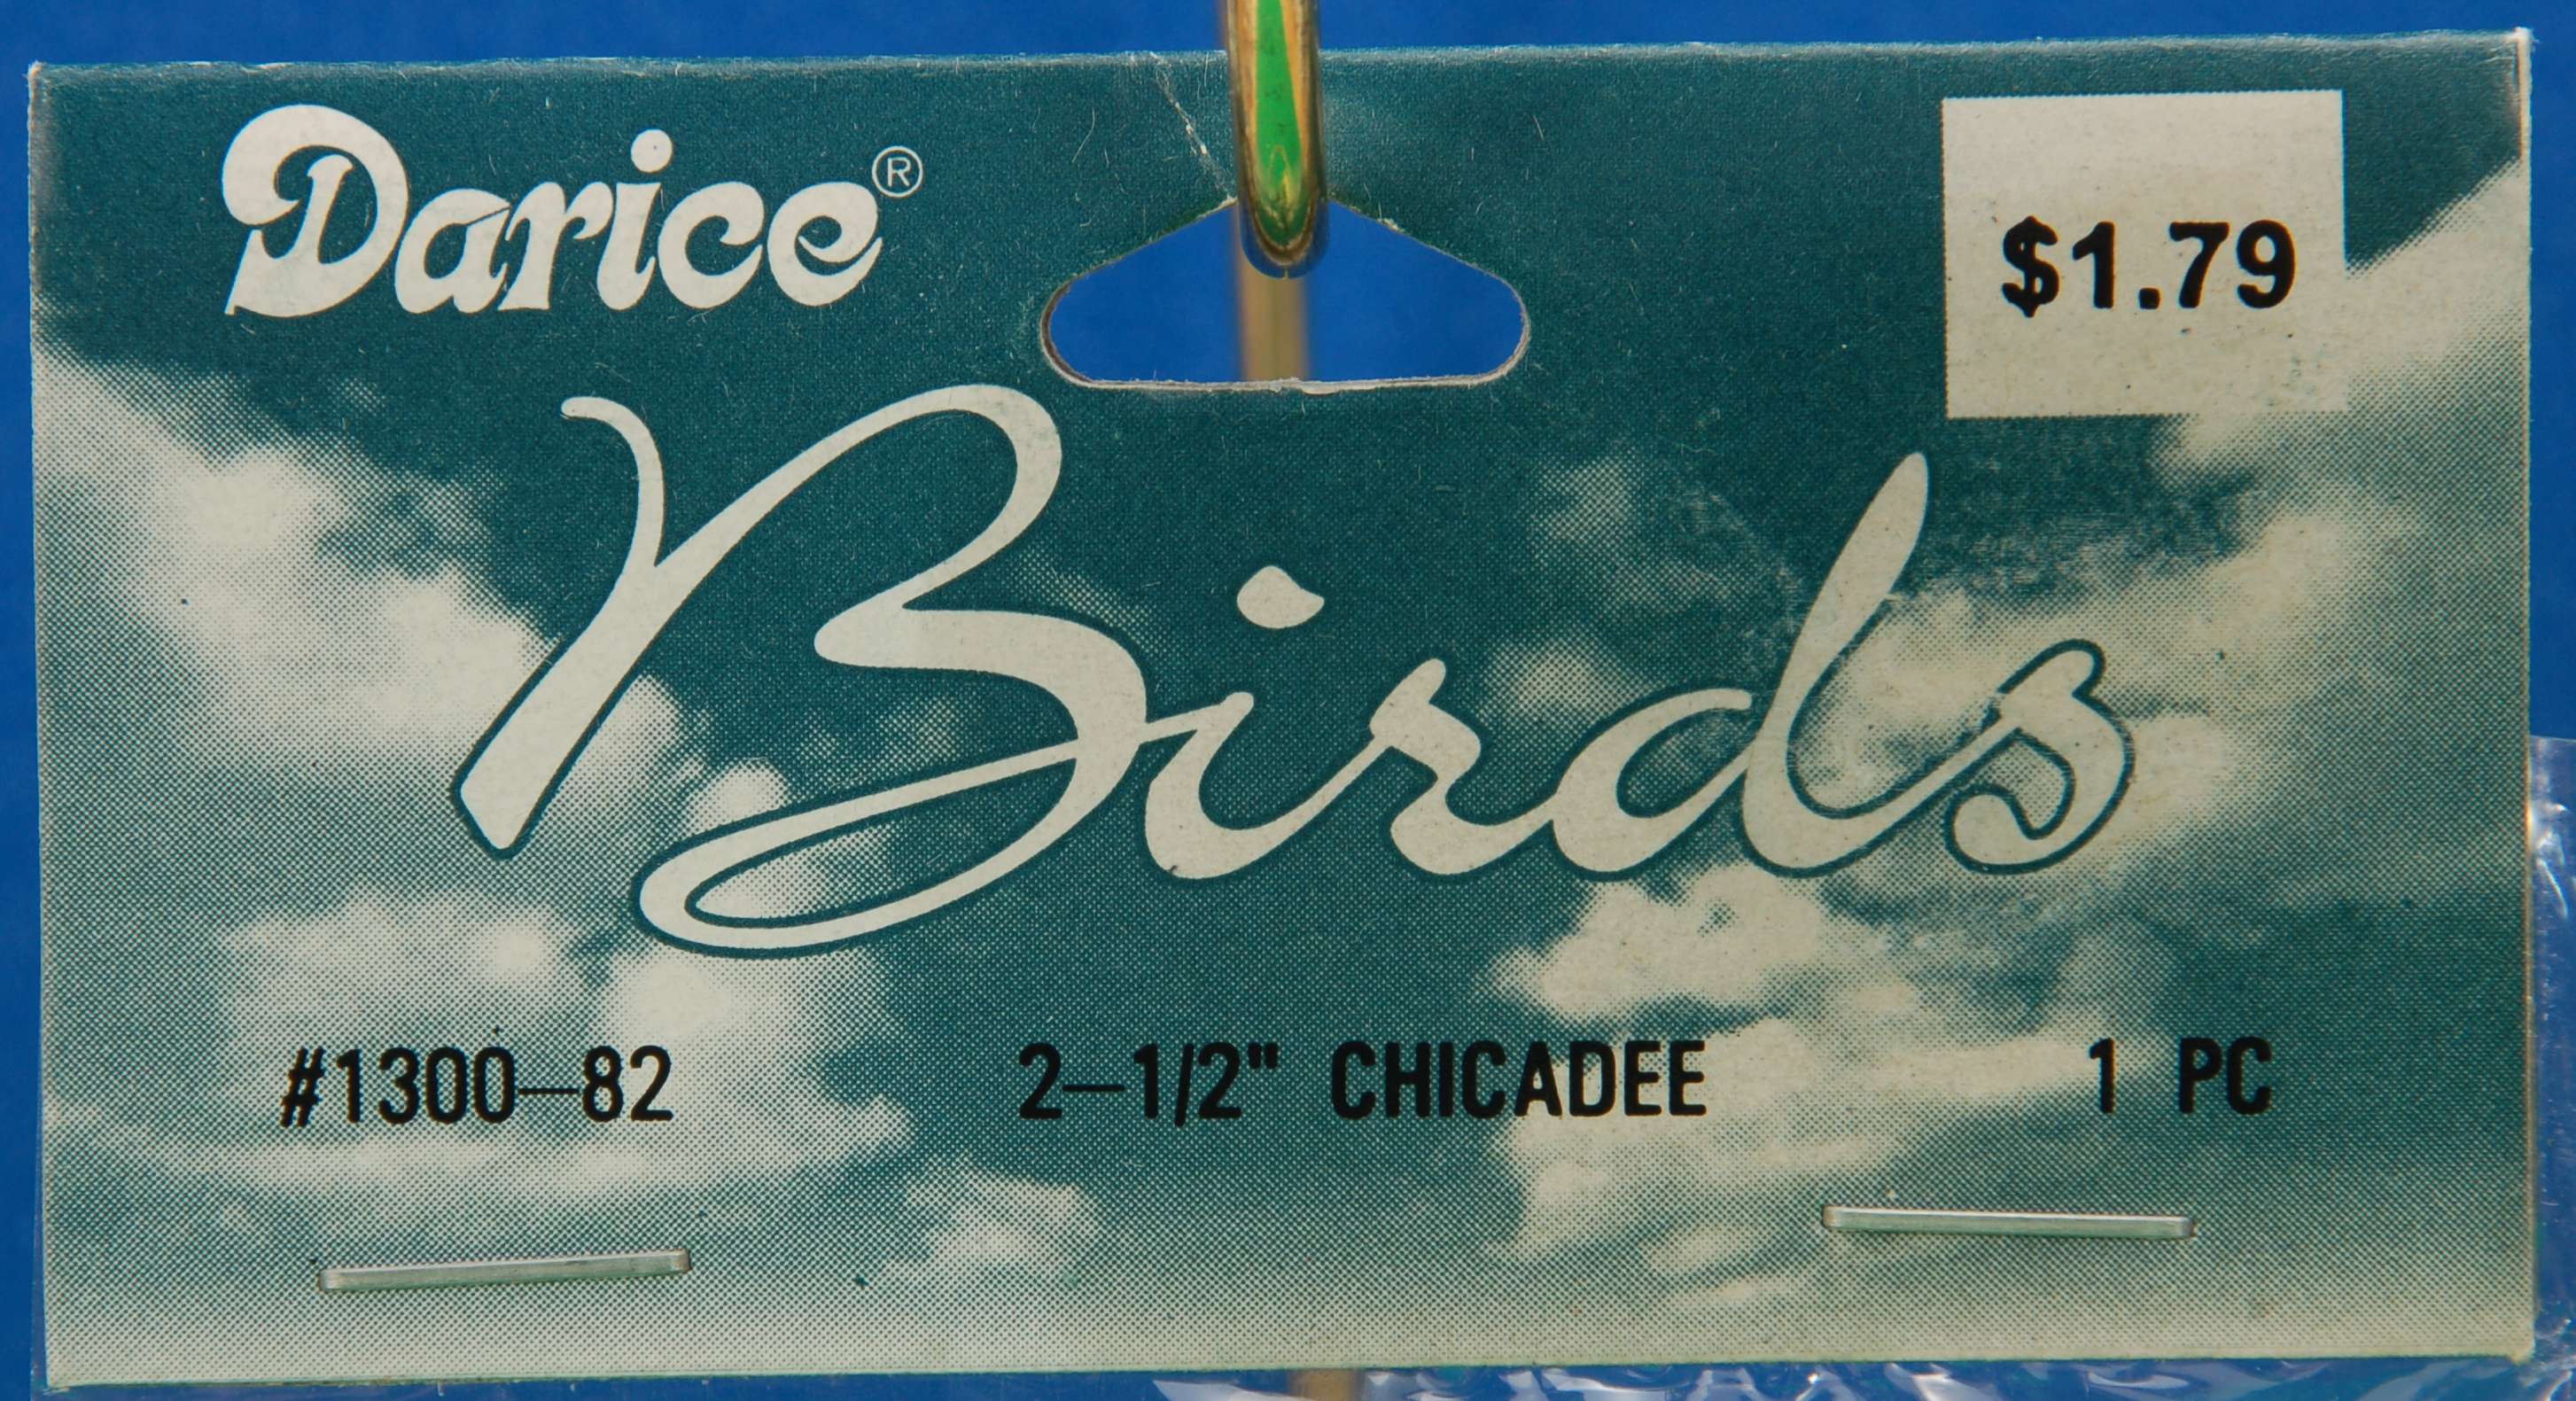 Darice®
$1.79
Birds
#1300-82 2-1/2" CHICADEE 1 PC